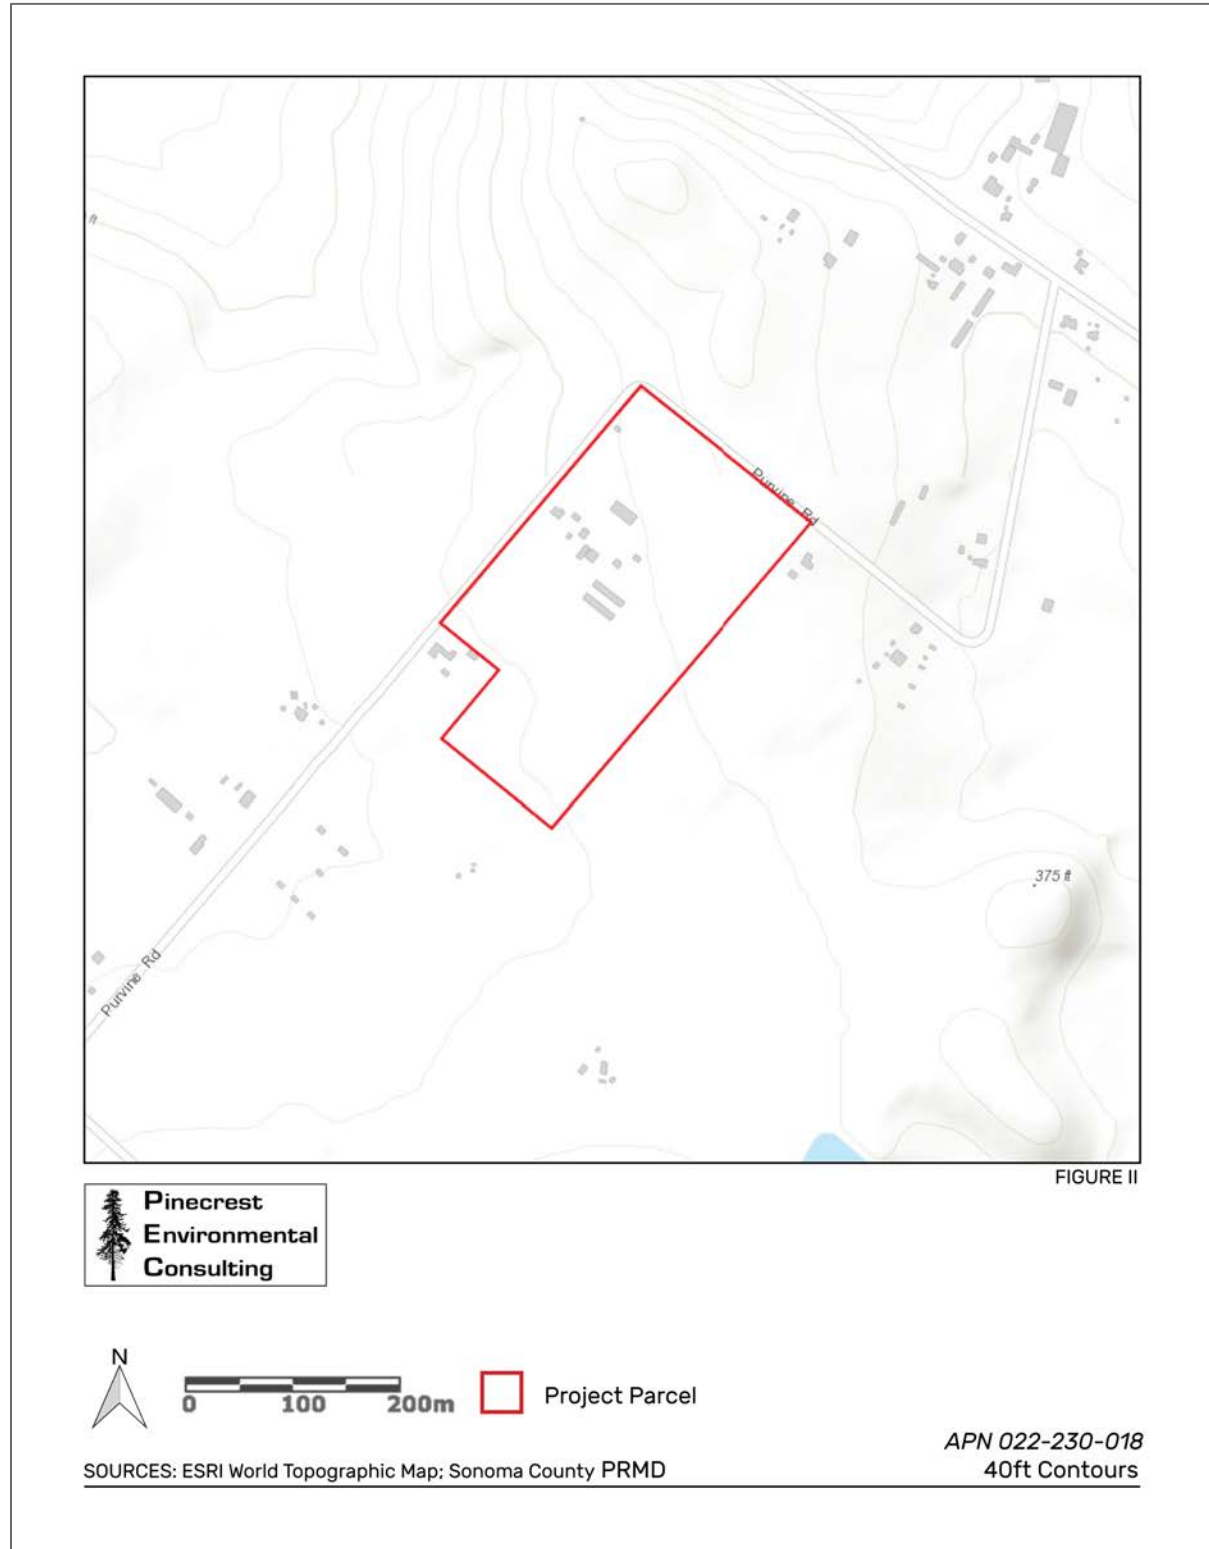 ft
Purvine Rd
375 ft
Purvine Rd
FIGURE II
Pinecrest
Environmental
Consulting
N
0 100 200m
Project Parcel
APN 022-230-018
SOURCES: ESRI World Topographic Map; Sonoma County PRMD
40ft Contours